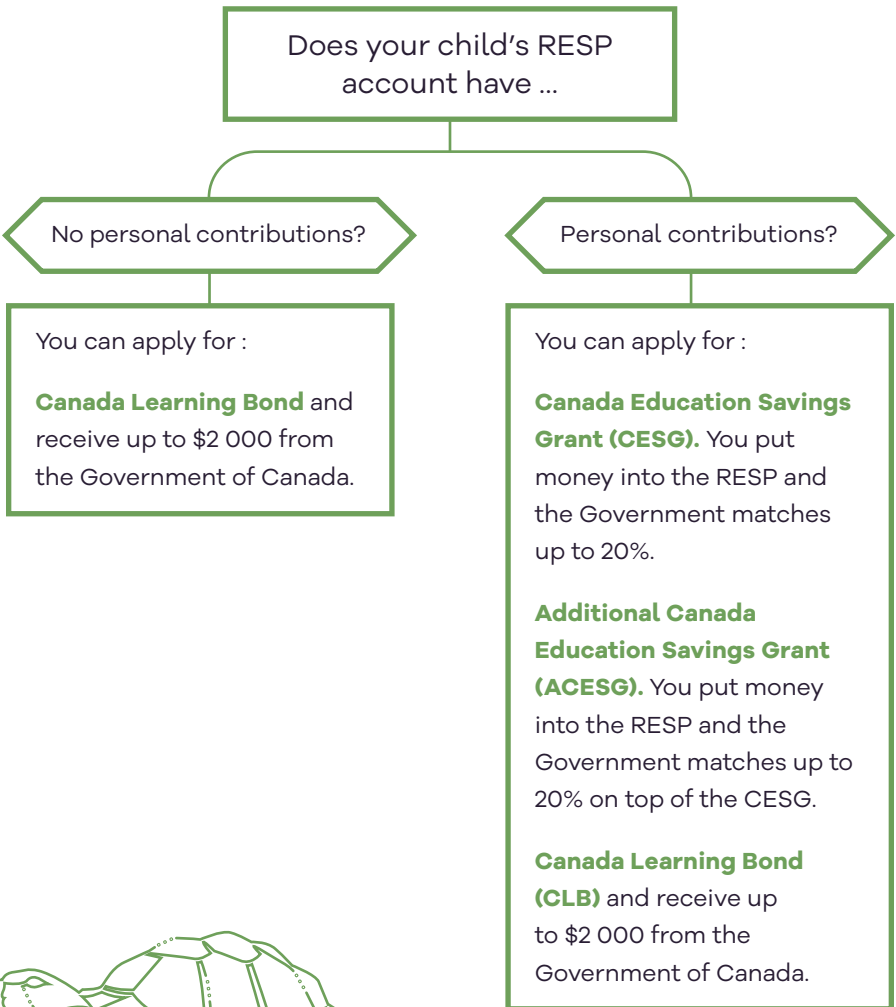 Does your child's RESP
account have ...
No personal contributions?
You can apply for :
Canada Learning Bond and
receive up to $2 000 from
the Government of Canada.
Personal contributions?
You can apply for :
Canada Education Savings
Grant (CESG). You put
money into the RESP and
the Government matches
up to 20%.
Additional Canada
Education Savings Grant
(ACESG). You put money
into the RESP and the
Government matches up to
20% on top of the CESG.
Canada Learning Bond
(CLB) and receive up
to $2 000 from the
Government of Canada.